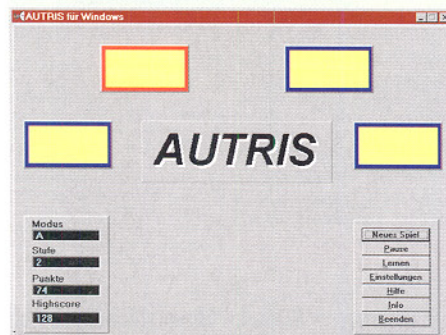 AUTRIS für Windows
AUTRIS
Modus
A
Stufe
2
Punkte
74
Highscore
128
Neues Spiel
Pause
Lernen
Einstellungen
Hilfe
Info
Beenden